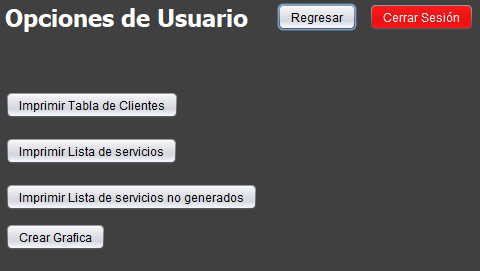 Opciones de Usuario
Regresar
Cerrar Sesión
Imprimir Tabla de Clientes
Imprimir Lista de servicios
Imprimir Lista de servicios no generados
Crear Grafica